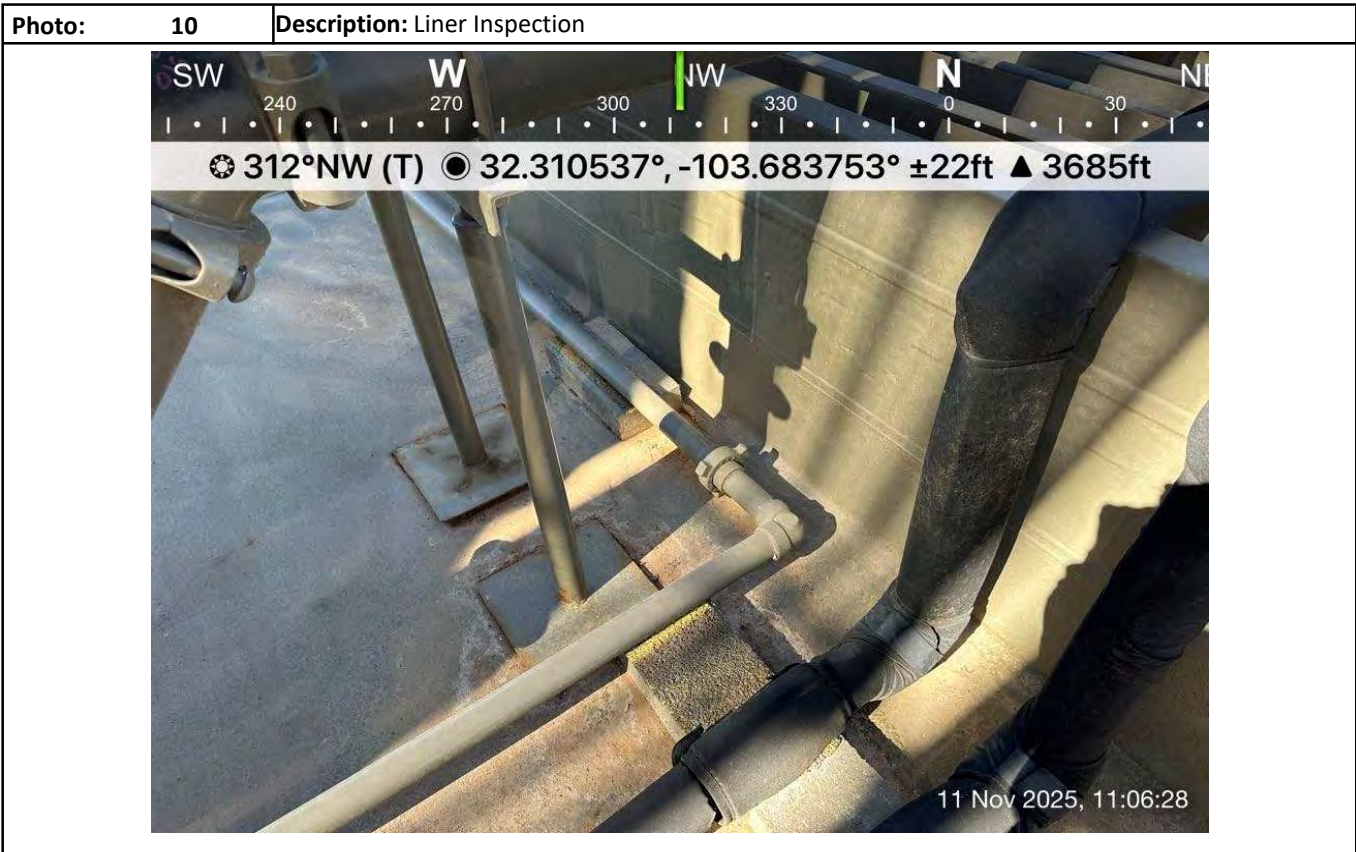 Photo: 10 Description: Liner Inspection
SW W NW N NE
240 270 300 330 0 30
312°NW (T) 32.310537°, -103.683753° ±22ft ▲ 3685ft
11 Nov 2025, 11:06:28